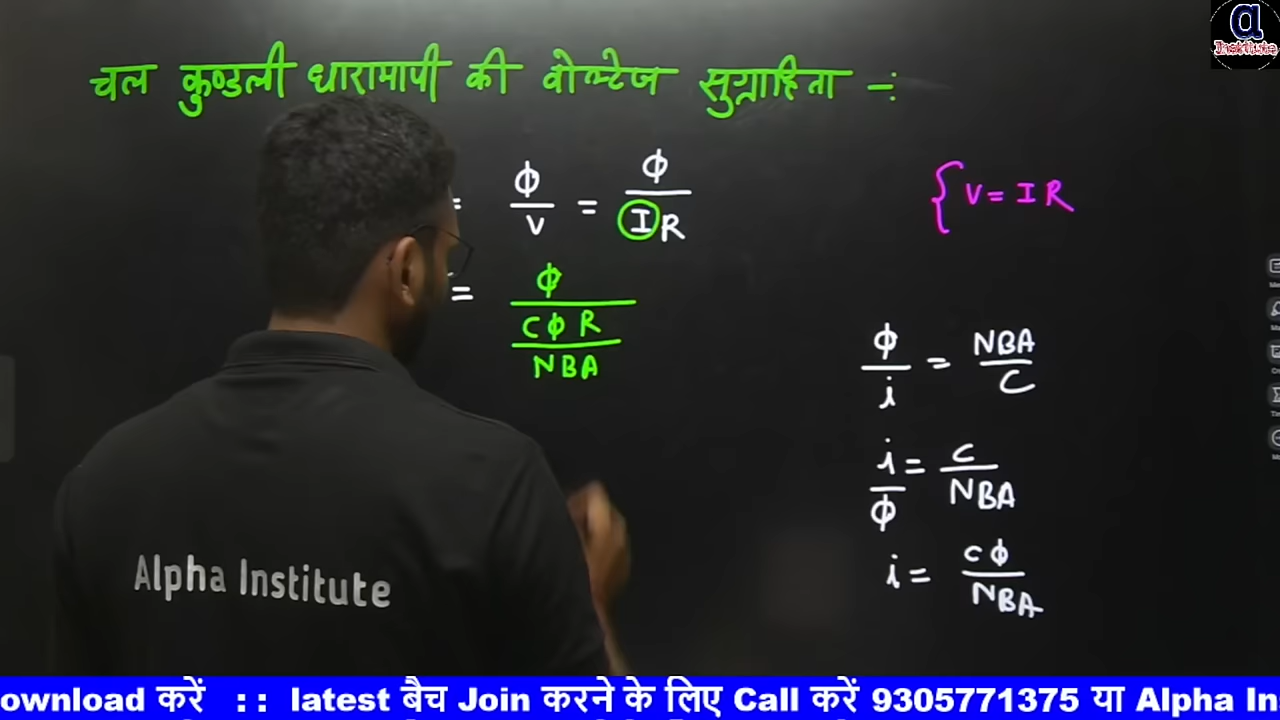 α
Institute
चल कुण्डली धारामापी की वोल्टेज सुग्राहिता -:
= ϕ/V = ϕ/IR
{ V = IR
= ϕ/(CϕR/NBA)
ϕ/i = NBA/C
i/ϕ = C/NBA
i = Cϕ/NBA
Alpha Institute
ownload करें :: latest बैच Join करने के लिए Call करें 9305771375 या Alpha In